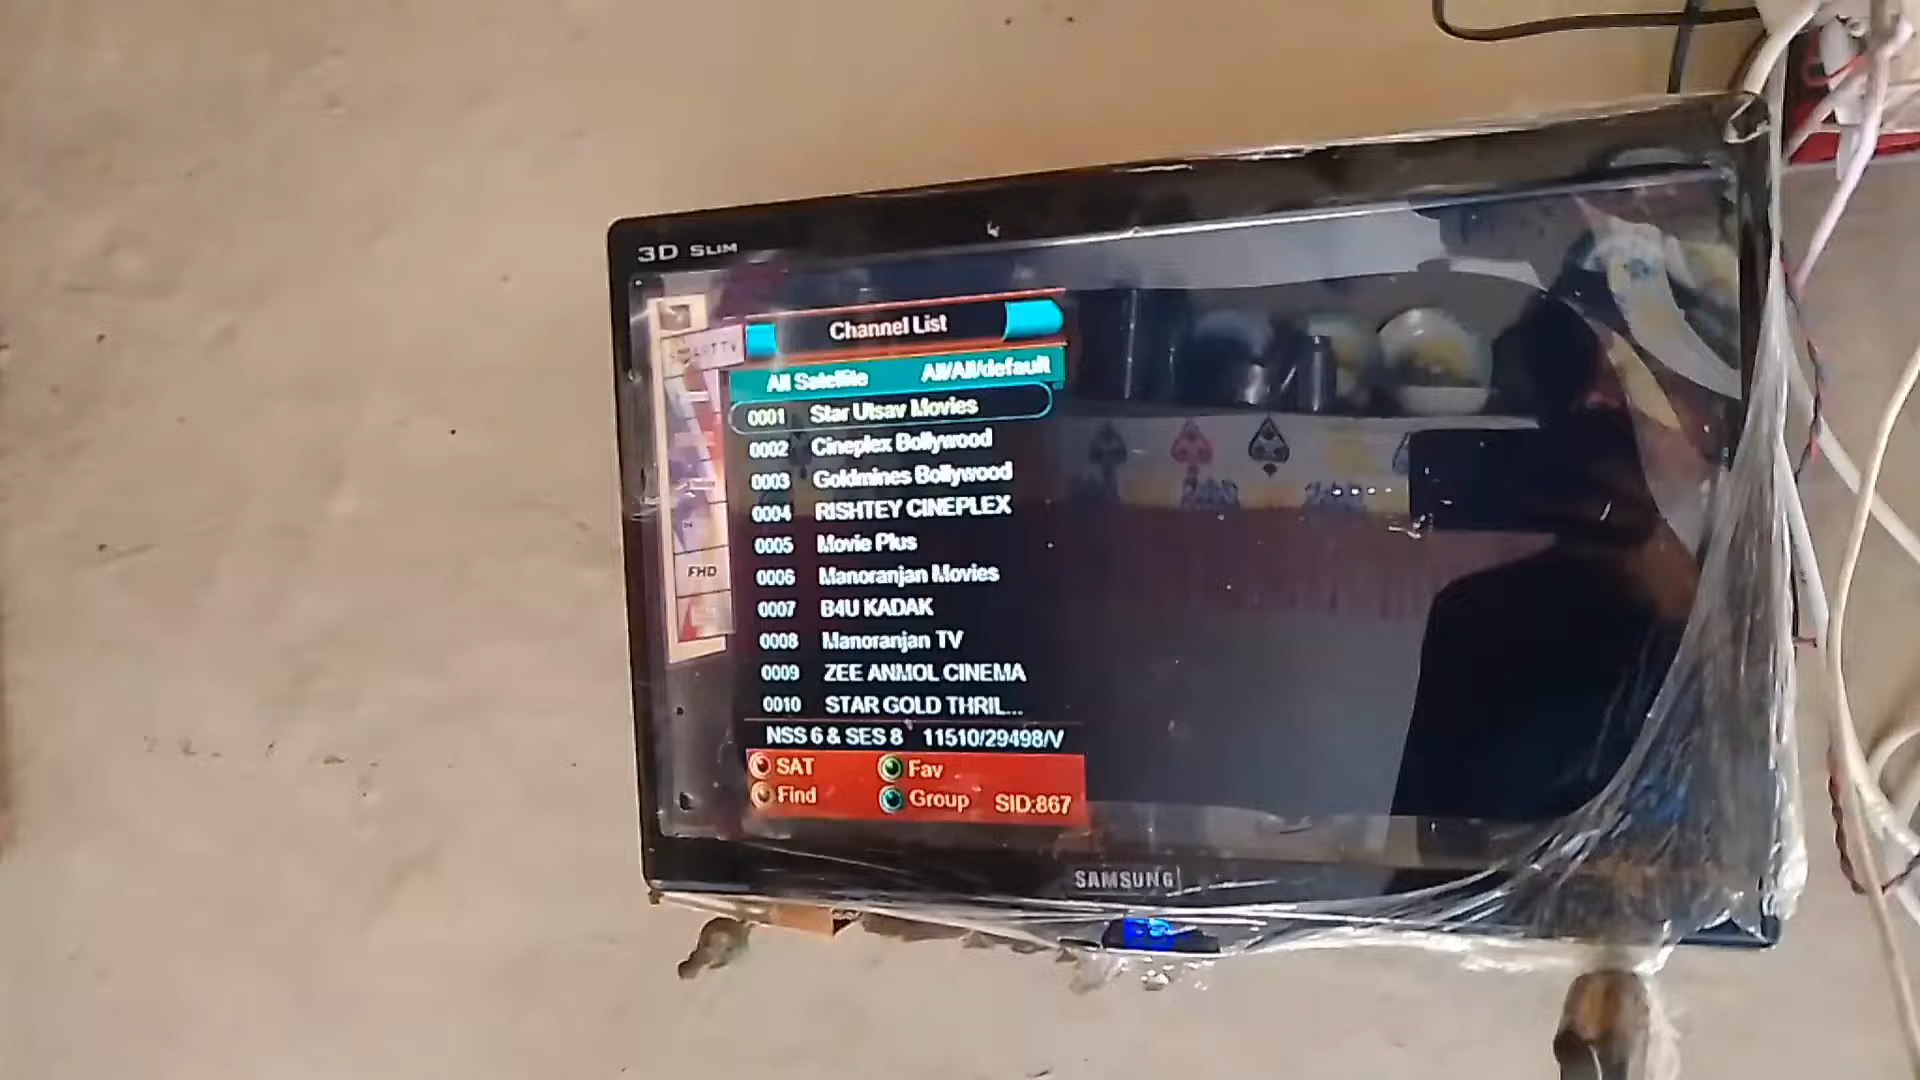 3D SLIM
Channel List
SMART TV
All Satellite All/All/default
0001 Star Utsav Movies
0002 Cineplex Bollywood
0003 Goldmines Bollywood
0004 RISHTEY CINEPLEX
0005 Movie Plus
0006 Manoranjan Movies
FHD
0007 B4U KADAK
0008 Manoranjan TV
0009 ZEE ANMOL CINEMA
0010 STAR GOLD THRIL...
NSS 6 & SES 8 11510/29498/V
SAT Fav
Find Group SID:867
SAMSUNG